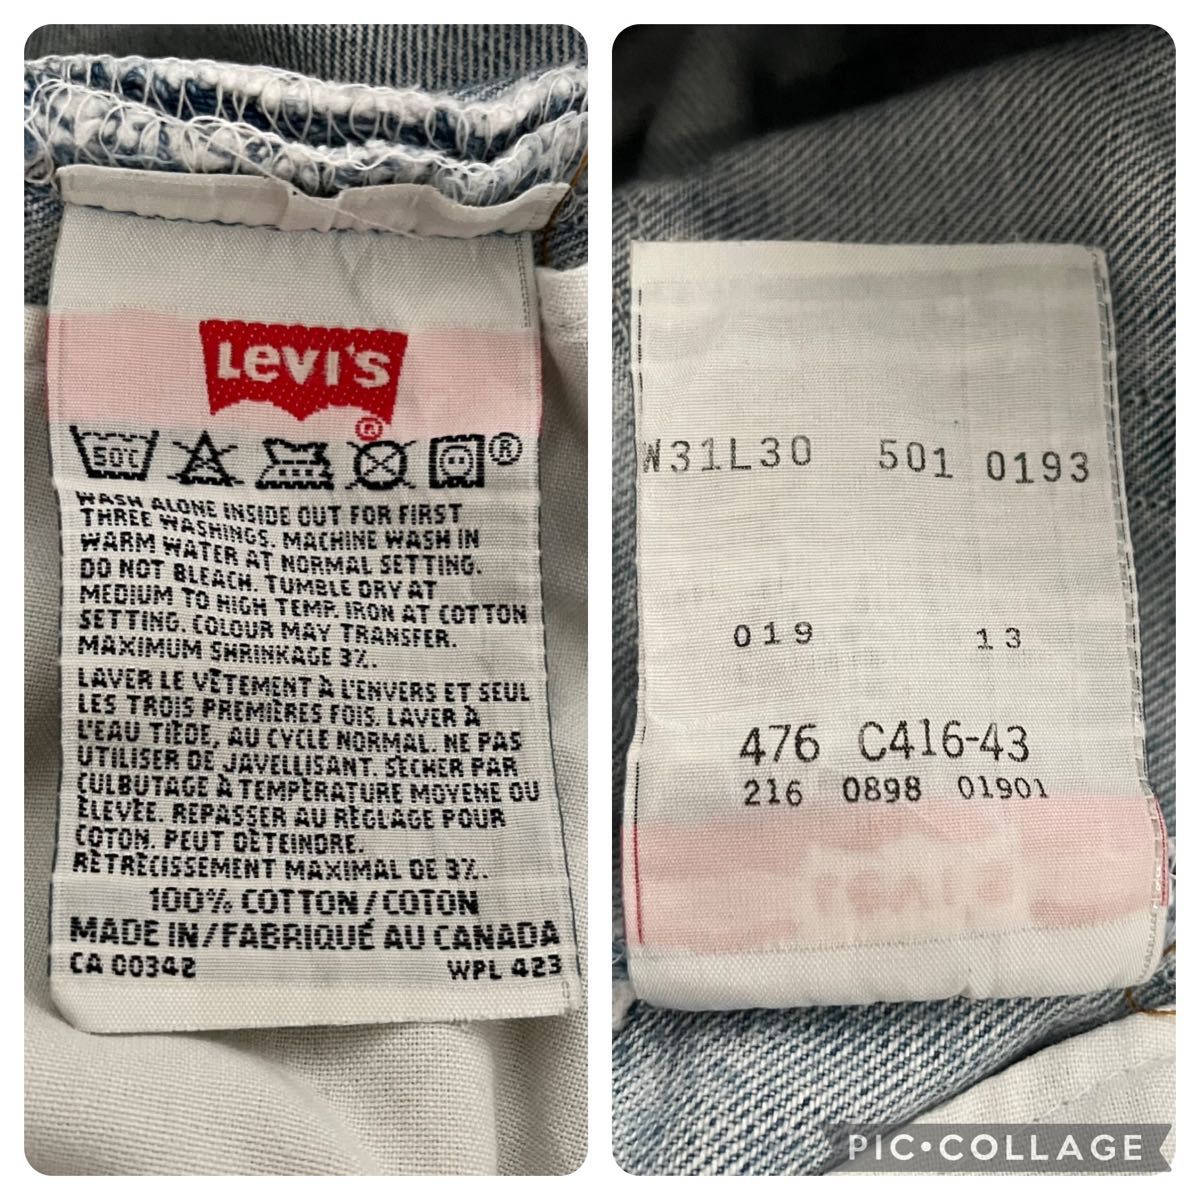 Levi's
®
50C ®
WASH ALONE INSIDE OUT FOR FIRST
THREE WASHINGS. MACHINE WASH IN
WARM WATER AT NORMAL SETTING.
DO NOT BLEACH. TUMBLE DRY AT
MEDIUM TO HIGH TEMP. IRON AT COTTON
SETTING. COLOUR MAY TRANSFER.
MAXIMUM SHRINKAGE 3%.
LAVER LE VÊTEMENT À L'ENVERS ET SEUL
LES TROIS PREMIÈRES FOIS. LAVER À
L'EAU TIÈDE, AU CYCLE NORMAL. NE PAS
UTILISER DE JAVELLISANT. SÉCHER PAR
CULBUTAGE À TEMPÉRATURE MOYENE OU
ÉLEVÉE. REPASSER AU RÉGLAGE POUR
COTON. PEUT DÉTEINDRE.
RÉTRÉCISSEMENT MAXIMAL DE 3%.
100% COTTON/COTON
MADE IN/FABRIQUÉ AU CANADA
CA 00342 WPL 423
W31L30 501 0193
019 13
476 C416-43
216 0898 01901
PIC•COLLAGE